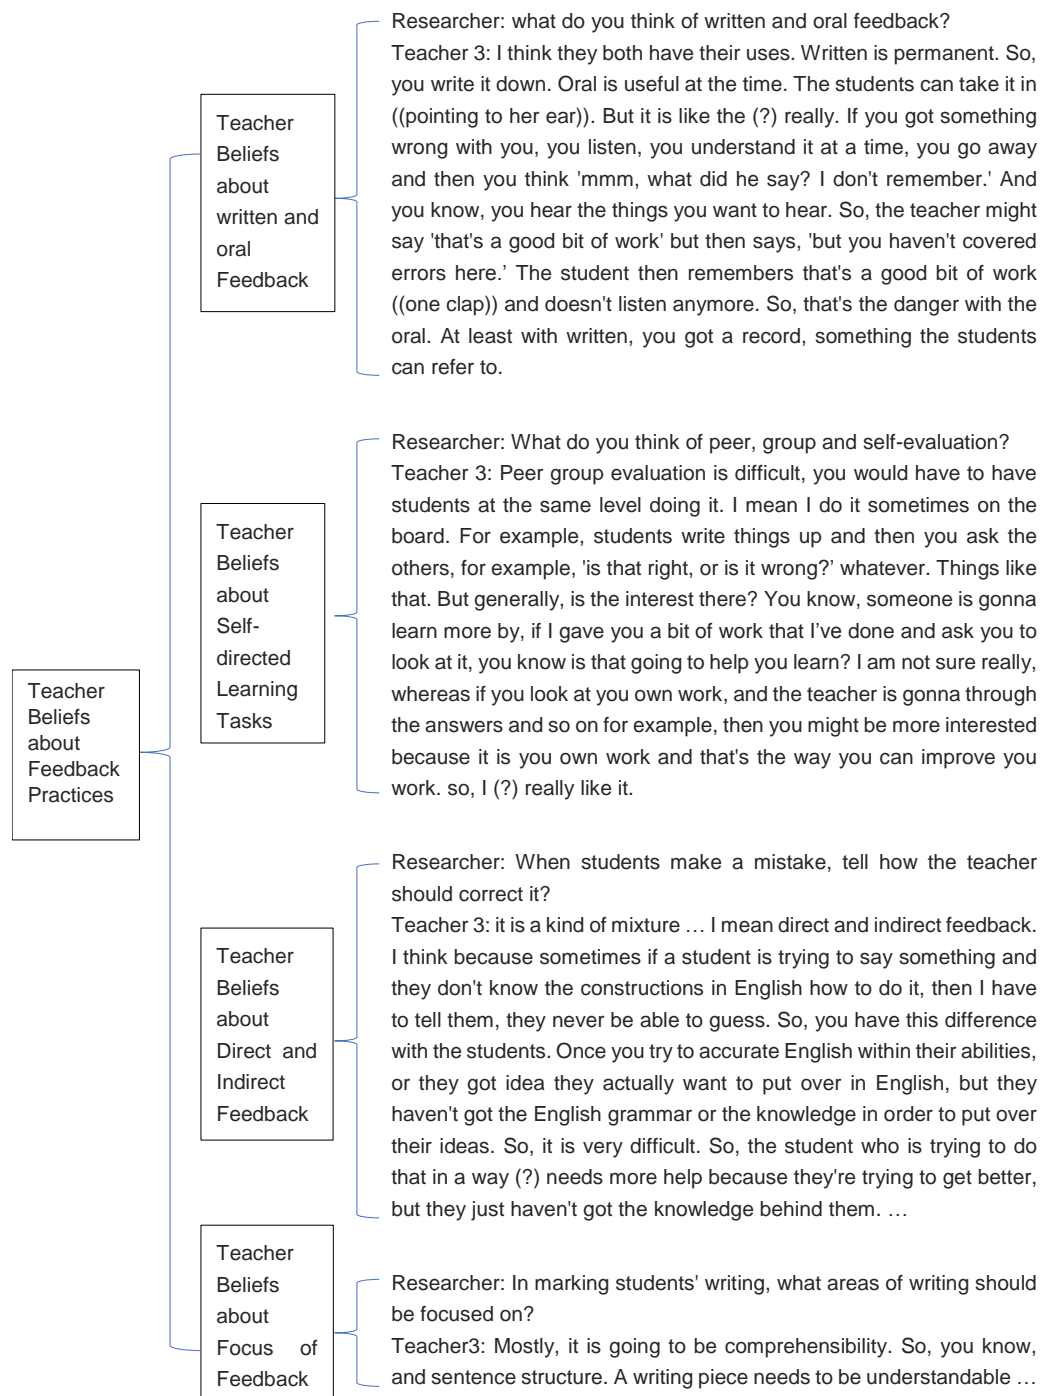 Teacher
Beliefs
about
Feedback
Practices
Teacher
Beliefs
about
written and
oral
Feedback
Researcher: what do you think of written and oral feedback?
Teacher 3: I think they both have their uses. Written is permanent. So,
you write it down. Oral is useful at the time. The students can take it in
((pointing to her ear)). But it is like the (?) really. If you got something
wrong with you, you listen, you understand it at a time, you go away
and then you think 'mmm, what did he say? I don't remember.' And
you know, you hear the things you want to hear. So, the teacher might
say 'that's a good bit of work' but then says, 'but you haven't covered
errors here.’ The student then remembers that's a good bit of work
((one clap)) and doesn't listen anymore. So, that's the danger with the
oral. At least with written, you got a record, something the students
can refer to.
Teacher
Beliefs
about
Self-
directed
Learning
Tasks
Researcher: What do you think of peer, group and self-evaluation?
Teacher 3: Peer group evaluation is difficult, you would have to have
students at the same level doing it. I mean I do it sometimes on the
board. For example, students write things up and then you ask the
others, for example, 'is that right, or is it wrong?’ whatever. Things like
that. But generally, is the interest there? You know, someone is gonna
learn more by, if I gave you a bit of work that I’ve done and ask you to
look at it, you know is that going to help you learn? I am not sure really,
whereas if you look at you own work, and the teacher is gonna through
the answers and so on for example, then you might be more interested
because it is you own work and that's the way you can improve you
work. so, I (?) really like it.
Teacher
Beliefs
about
Direct and
Indirect
Feedback
Researcher: When students make a mistake, tell how the teacher
should correct it?
Teacher 3: it is a kind of mixture … I mean direct and indirect feedback.
I think because sometimes if a student is trying to say something and
they don't know the constructions in English how to do it, then I have
to tell them, they never be able to guess. So, you have this difference
with the students. Once you try to accurate English within their abilities,
or they got idea they actually want to put over in English, but they
haven't got the English grammar or the knowledge in order to put over
their ideas. So, it is very difficult. So, the student who is trying to do
that in a way (?) needs more help because they're trying to get better,
but they just haven't got the knowledge behind them. …
Teacher
Beliefs
about
Focus of
Feedback
Researcher: In marking students' writing, what areas of writing should
be focused on?
Teacher3: Mostly, it is going to be comprehensibility. So, you know,
and sentence structure. A writing piece needs to be understandable …